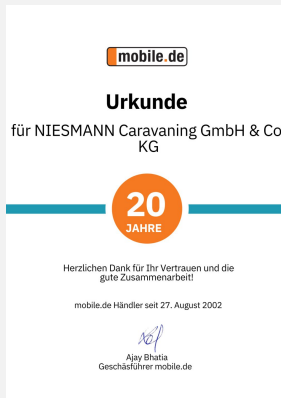 mobile.de
Urkunde
für NIESMANN Caravaning GmbH & Co
KG
20
JAHRE
Herzlichen Dank für Ihr Vertrauen und die
gute Zusammenarbeit!
mobile.de Händler seit 27. August 2002
Ajay Bhatia
Geschäsführer mobile.de